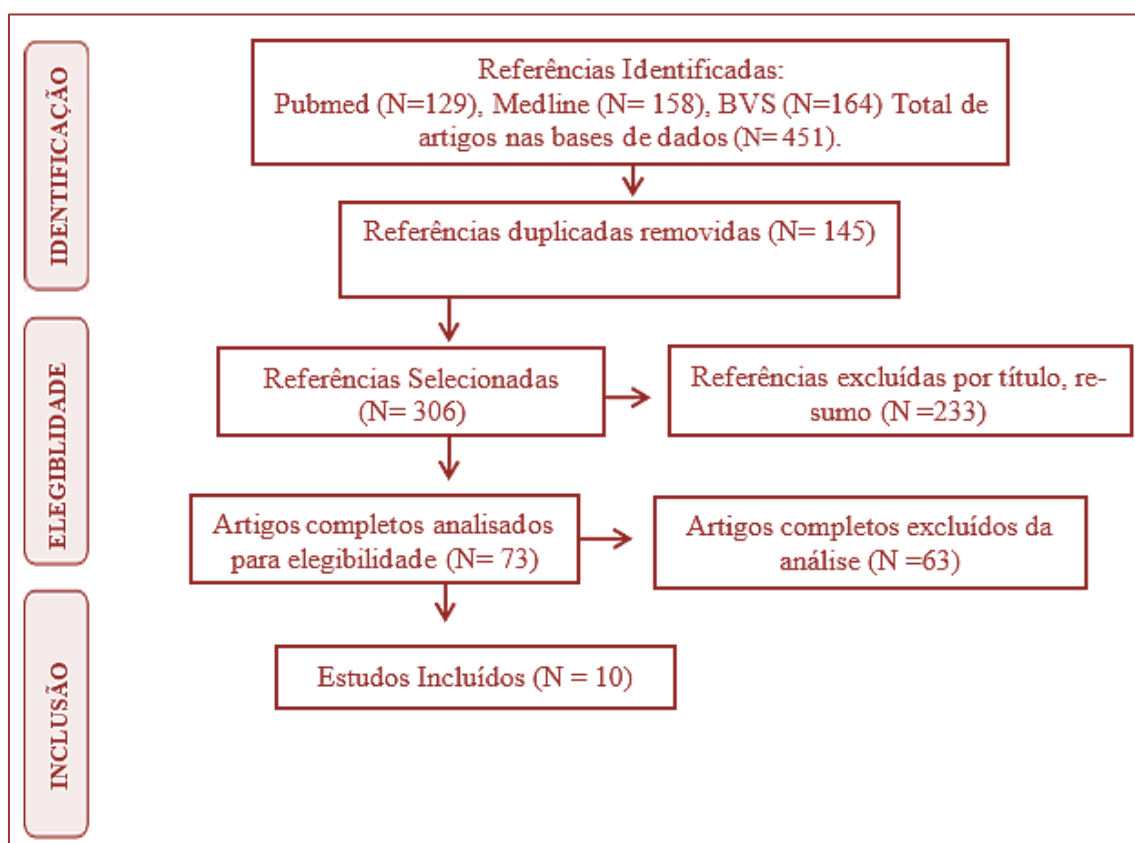 IDENTIFICAÇÃO
Referências Identificadas:
Pubmed (N=129), Medline (N= 158), BVS (N=164) Total de
artigos nas bases de dados (N= 451).
Referências duplicadas removidas (N= 145)
ELEGIBLIDADE
Referências Selecionadas
(N= 306)
Referências excluídas por título, re-
sumo (N =233)
Artigos completos analisados
para elegibilidade (N= 73)
Artigos completos excluídos da
análise (N =63)
INCLUSÃO
Estudos Incluídos (N = 10)